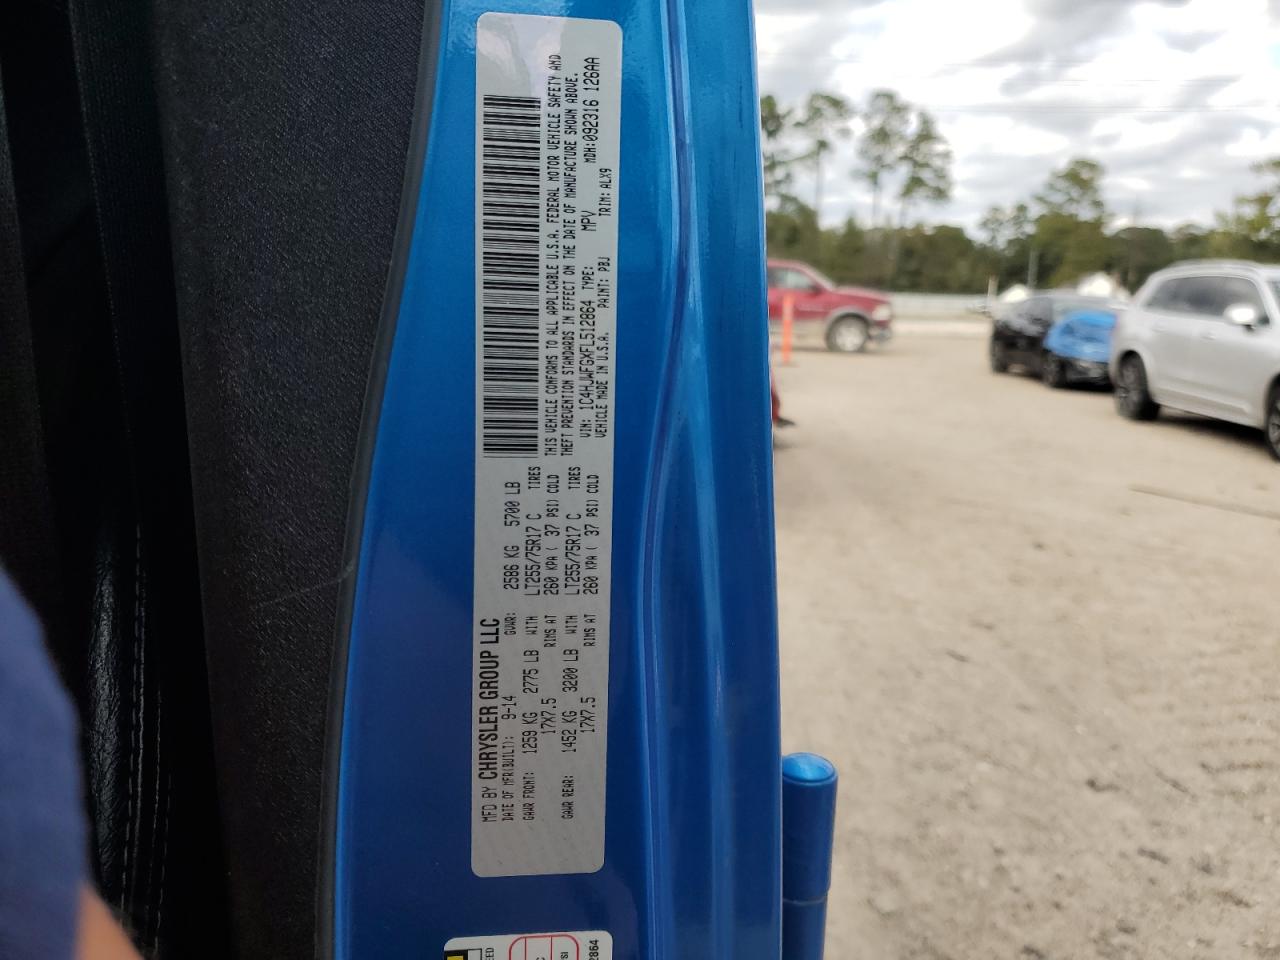 MFD BY CHRYSLER GROUP LLC
DATE OF MFR(BUILT): 9-14 GVWR: 2586 KG 5700 LB
GAWR FRONT: 1259 KG 2775 LB WITH LT255/75R17 C TIRES
17X7.5 RIMS AT 260 KPA ( 37 PSI) COLD
GAWR REAR: 1452 KG 3200 LB WITH LT255/75R17 C TIRES
17X7.5 RIMS AT 260 KPA ( 37 PSI) COLD
THIS VEHICLE CONFORMS TO ALL APPLICABLE U.S.A. FEDERAL MOTOR VEHICLE SAFETY AND
THEFT PREVENTION STANDARDS IN EFFECT ON THE DATE OF MANUFACTURE SHOWN ABOVE.
VIN: 1C4HJWFGXFL512864 TYPE: MPV MDH:092316 126AA
VEHICLE MADE IN U.S.A. PAINT: PBJ TRIM: ALX9
EED
C
PSI
2864